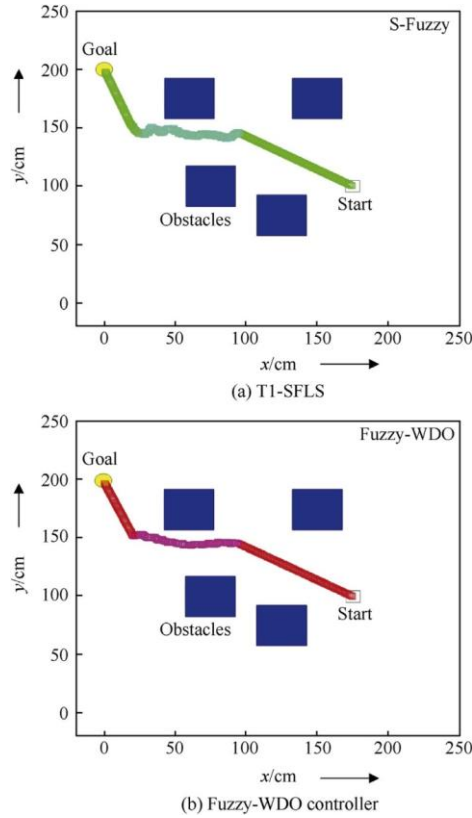 250
S-Fuzzy
Goal
200
150
y/cm
100
Start
Obstacles
50
0
0 50 100 150 200 250
x/cm
(a) T1-SFLS
250
Fuzzy-WDO
Goal
200
150
y/cm
100
Start
Obstacles
50
0
0 50 100 150 200 250
x/cm
(b) Fuzzy-WDO controller